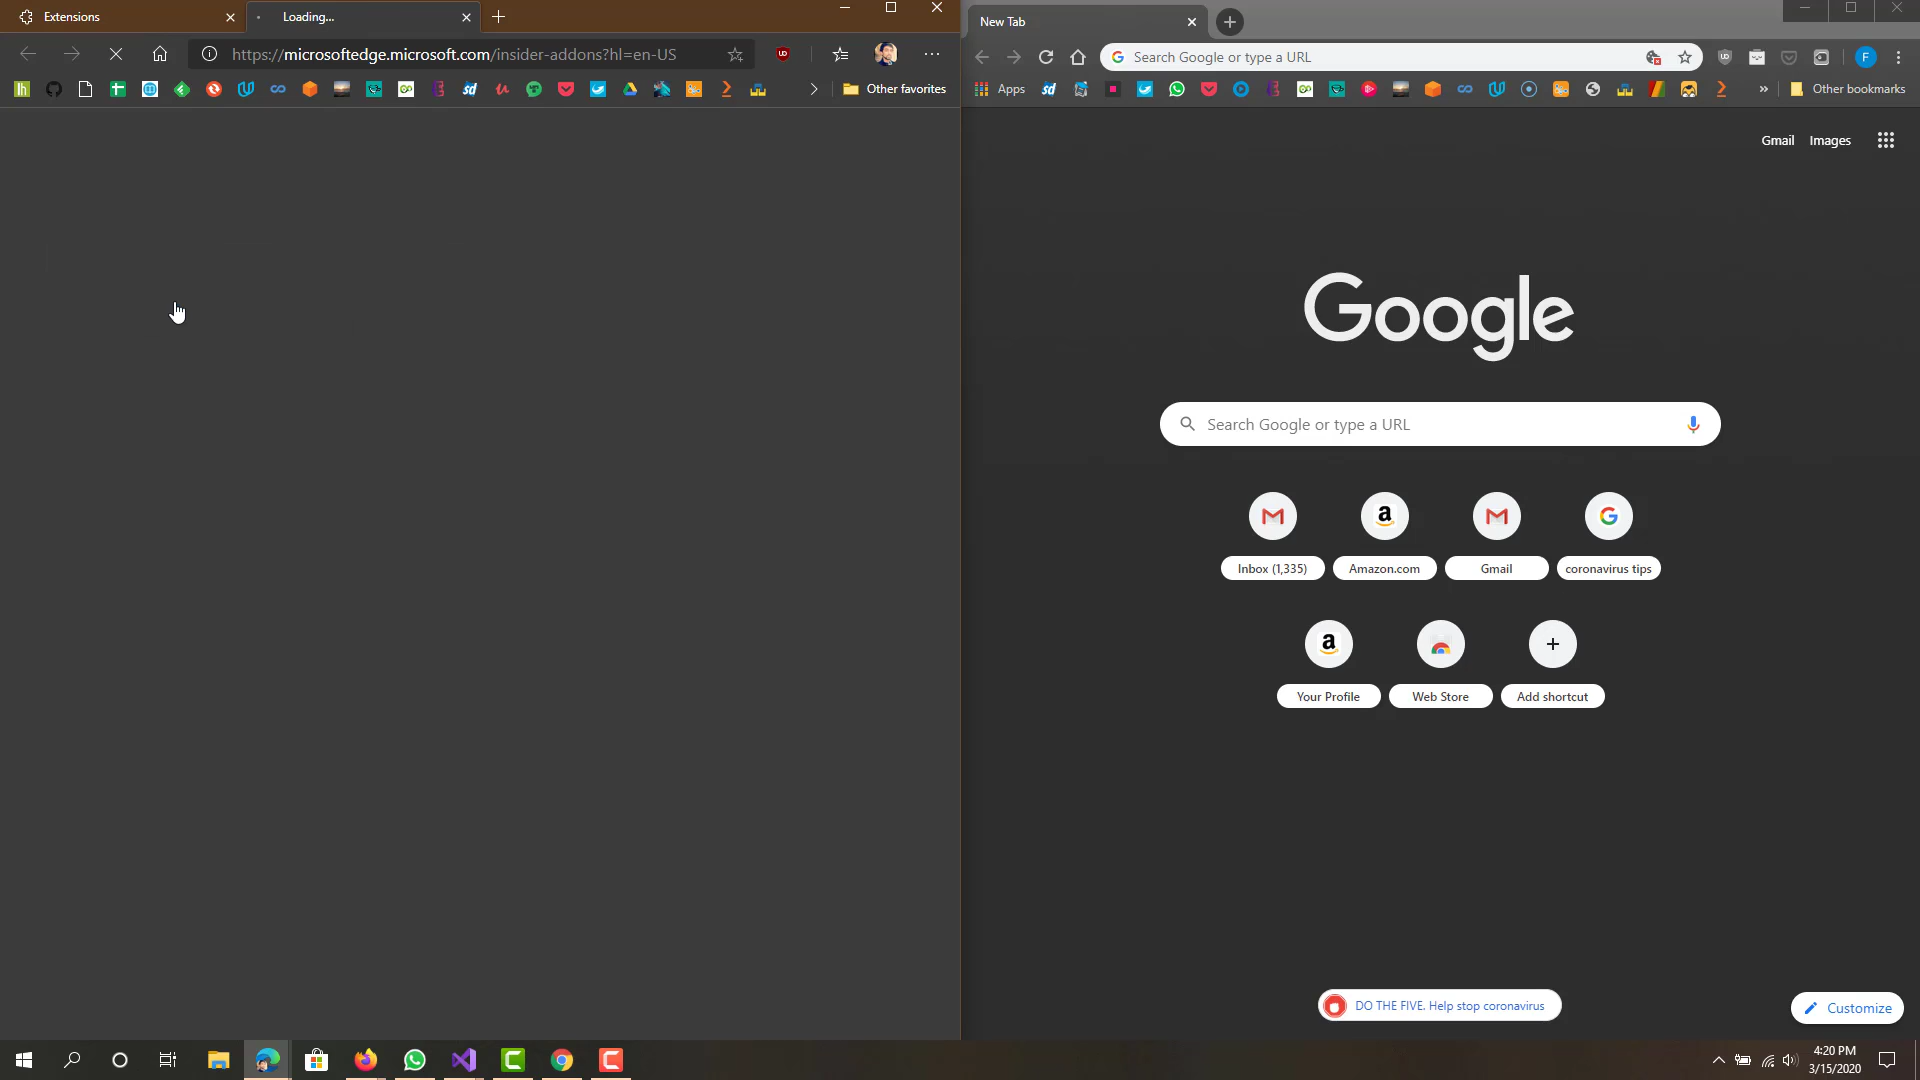 Extensions
Loading...
https://microsoftedge.microsoft.com/insider-addons?hl=en-US
Other favorites
New Tab
Search Google or type a URL
F
Apps
Other bookmarks
Gmail
Images
Google
Search Google or type a URL
Inbox (1,335)
Amazon.com
Gmail
coronavirus tips
Your Profile
Web Store
Add shortcut
DO THE FIVE. Help stop coronavirus
Customize
4:20 PM
3/15/2020